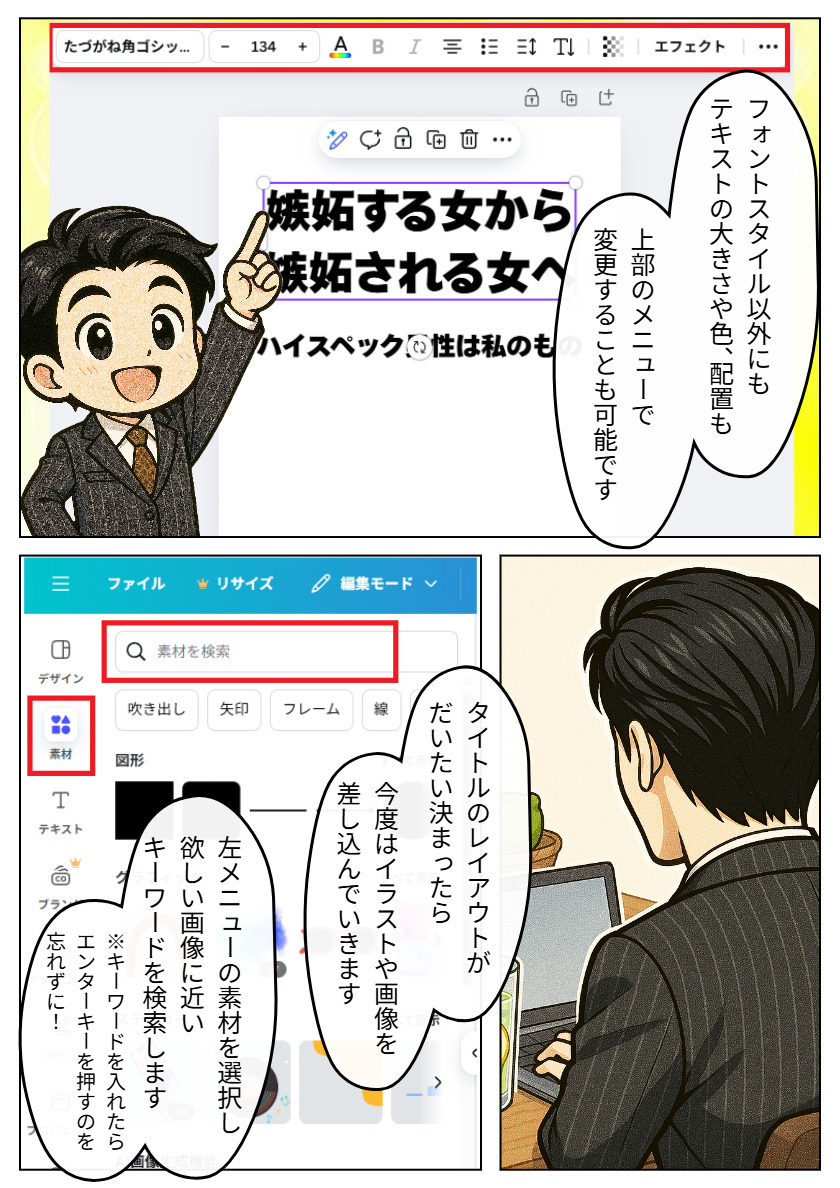 たづがね角ゴシッ...
− 134 +
A B I
エフェクト
フォントスタイル以外にも
テキストの大きさや色、配置も
上部のメニューで
変更することも可能です
嫉妬する女から
嫉妬される女へ
ハイスペック男性は私のもの
タイトルのレイアウトが
だいたい決まったら
今度はイラストや画像を
差し込んでいきます
ファイル
リサイズ
編集モード
デザイン
素材
テキスト
ブランド
素材を検索
吹き出し
矢印
フレーム
線
図形
左メニューの素材を選択し
欲しい画像に近い
キーワードを検索します
※キーワードを入れたら
エンターキーを押すのを
忘れずに！